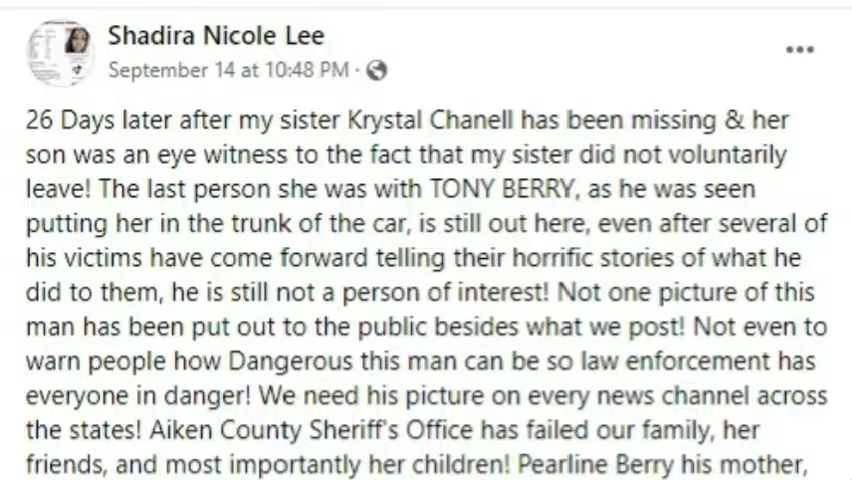 Shadira Nicole Lee
September 14 at 10:48 PM ·
26 Days later after my sister Krystal Chanell has been missing & her
son was an eye witness to the fact that my sister did not voluntarily
leave! The last person she was with TONY BERRY, as he was seen
putting her in the trunk of the car, is still out here, even after several of
his victims have come forward telling their horrific stories of what he
did to them, he is still not a person of interest! Not one picture of this
man has been put out to the public besides what we post! Not even to
warn people how Dangerous this man can be so law enforcement has
everyone in danger! We need his picture on every news channel across
the states! Aiken County Sheriff's Office has failed our family, her
friends, and most importantly her children! Pearline Berry his mother,